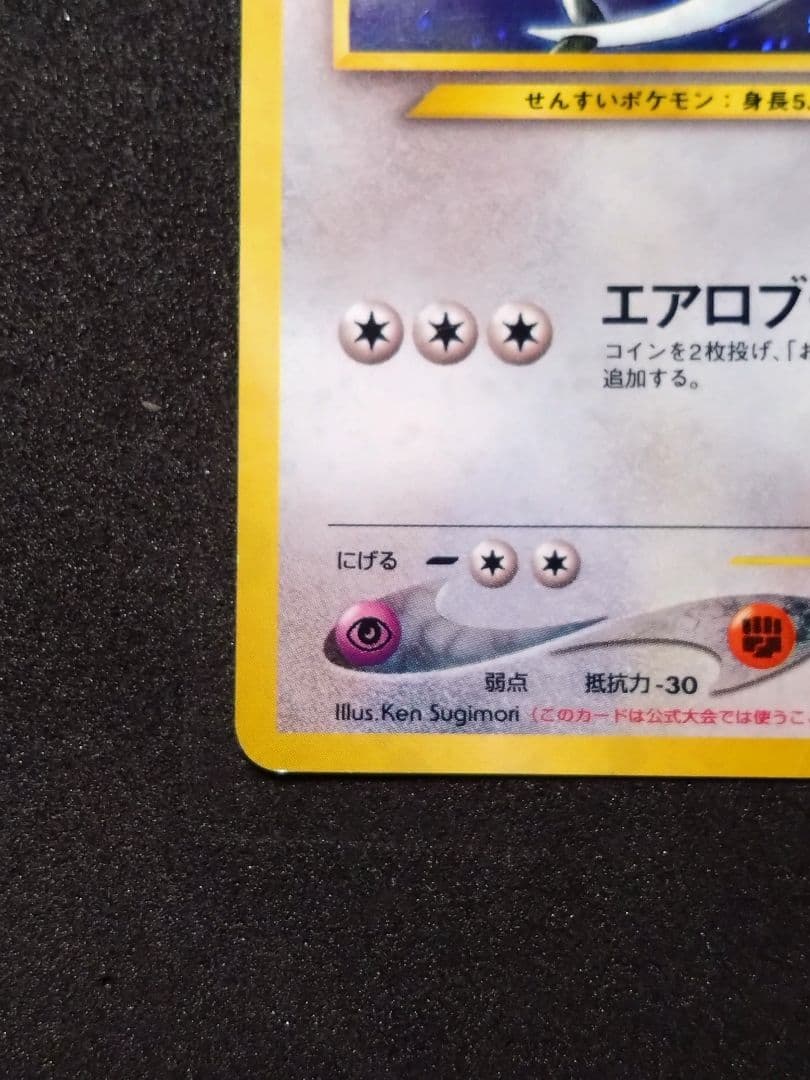 せんすいポケモン：身長5.
エアロブ
コインを2枚投げ、「お
追加する。
にげる
弱点 抵抗力 -30
Illus.Ken Sugimori (このカードは公式大会では使うこ